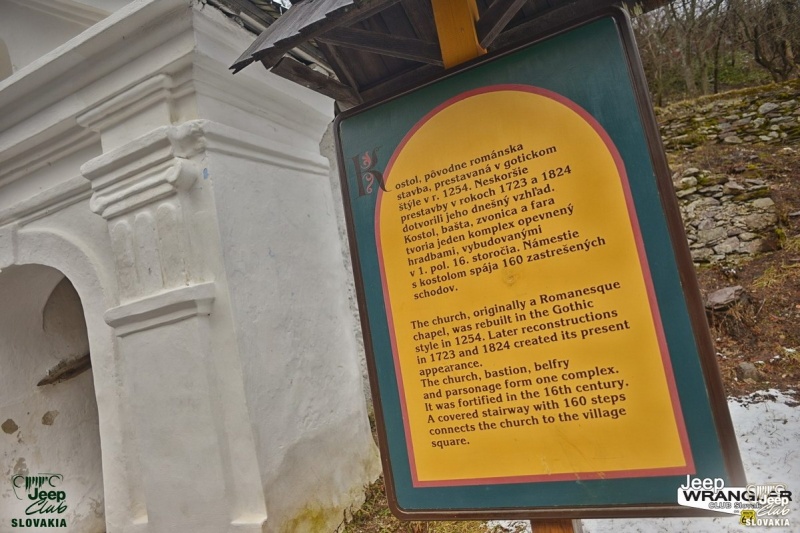 Kostol, pôvodne románska
stavba, prestavaná v gotickom
štýle v r. 1254. Neskoršie
prestavby v rokoch 1723 a 1824
dotvorili jeho dnešný vzhľad.
Kostol, bašta, zvonica a fara
tvoria jeden komplex opevnený
hradbami, vybudovanými
v 1. pol. 16. storočia. Námestie
s kostolom spája 160 zastrešených
schodov.
The church, originally a Romanesque
chapel, was rebuilt in the Gothic
style in 1254. Later reconstructions
in 1723 and 1824 created its present
appearance.
The church, bastion, belfry
and parsonage form one complex.
It was fortified in the 16th century.
A covered stairway with 160 steps
connects the church to the village
square.
Jeep
Club
SLOVAKIA
Jeep
WRANGLER
CLUB Slovakia
Jeep
Club
SLOVAKIA